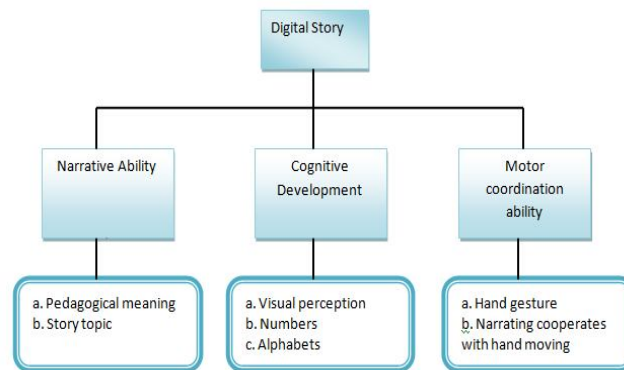 Digital Story
Narrative Ability
Cognitive
Development
Motor
coordination
ability
a. Pedagogical meaning
b. Story topic
a. Visual perception
b. Numbers
c. Alphabets
a. Hand gesture
b. Narrating cooperates
with hand moving